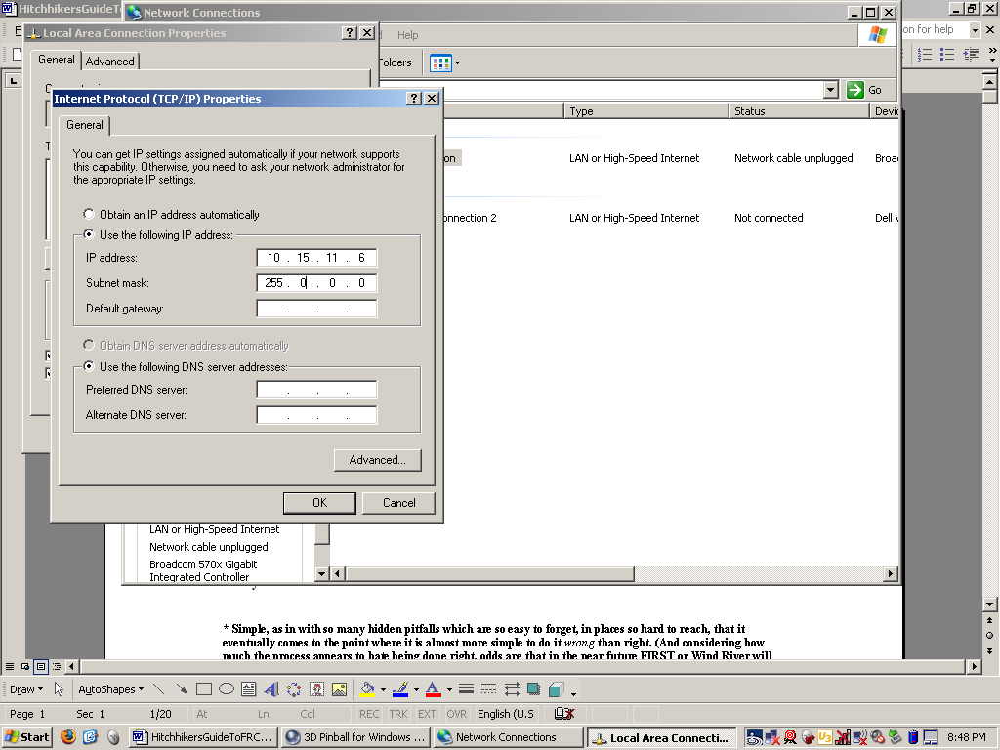 HitchhikersGuideTo
Network Connections
Local Area Connection Properties
Help
on for help
General
Advanced
olders
Go
Internet Protocol (TCP/IP) Properties
General
Type
Status
Devi
You can get IP settings assigned automatically if your network supports
this capability. Otherwise, you need to ask your network administrator for
the appropriate IP settings.
on
LAN or High-Speed Internet
Network cable unplugged
Broad
onnection 2
LAN or High-Speed Internet
Not connected
Dell
Obtain an IP address automatically
Use the following IP address:
IP address:
10 . 15 . 11 . 6
Subnet mask:
255 . 0 . 0 . 0
Default gateway:
. . .
Obtain DNS server address automatically
Use the following DNS server addresses:
Preferred DNS server:
. . .
Alternate DNS server:
. . .
Advanced...
OK
Cancel
LAN or High-Speed Internet
Network cable unplugged
Broadcom 570x Gigabit
Integrated Controller
* Simple, as in with so many hidden pitfalls which are so easy to forget, in places so hard to reach, that it
eventually comes to the point where it is almost more simple to do it wrong than right. (And considering how
much the process appears to hate being done right, odds are that in the near future FIRST or Wind River will
Draw
AutoShapes
Page 1
Sec 1
1/20
At
Ln
Col
REC
TRK
EXT
OVR
English (U.S
Start
HitchhikersGuideToFRC...
3D Pinball for Windows ...
Network Connections
Local Area Connecti...
8:48 PM